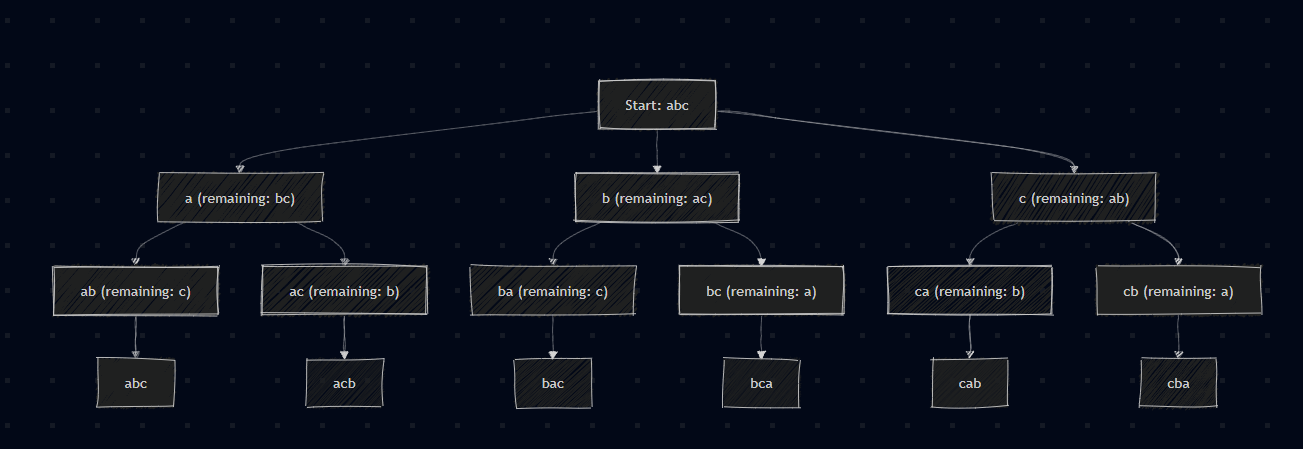 Start: abc
a (remaining: bc)
b (remaining: ac)
c (remaining: ab)
ab (remaining: c)
ac (remaining: b)
ba (remaining: c)
bc (remaining: a)
ca (remaining: b)
cb (remaining: a)
abc
acb
bac
bca
cab
cba